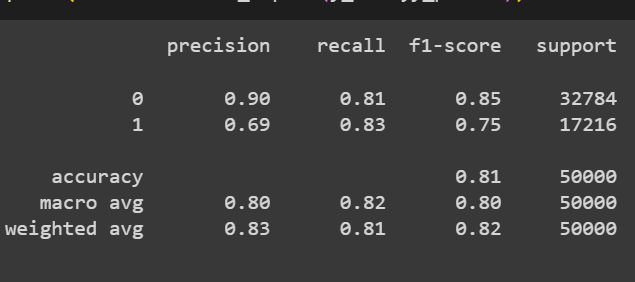 precision recall f1-score support
0 0.90 0.81 0.85 32784
1 0.69 0.83 0.75 17216
accuracy 0.81 50000
macro avg 0.80 0.82 0.80 50000
weighted avg 0.83 0.81 0.82 50000